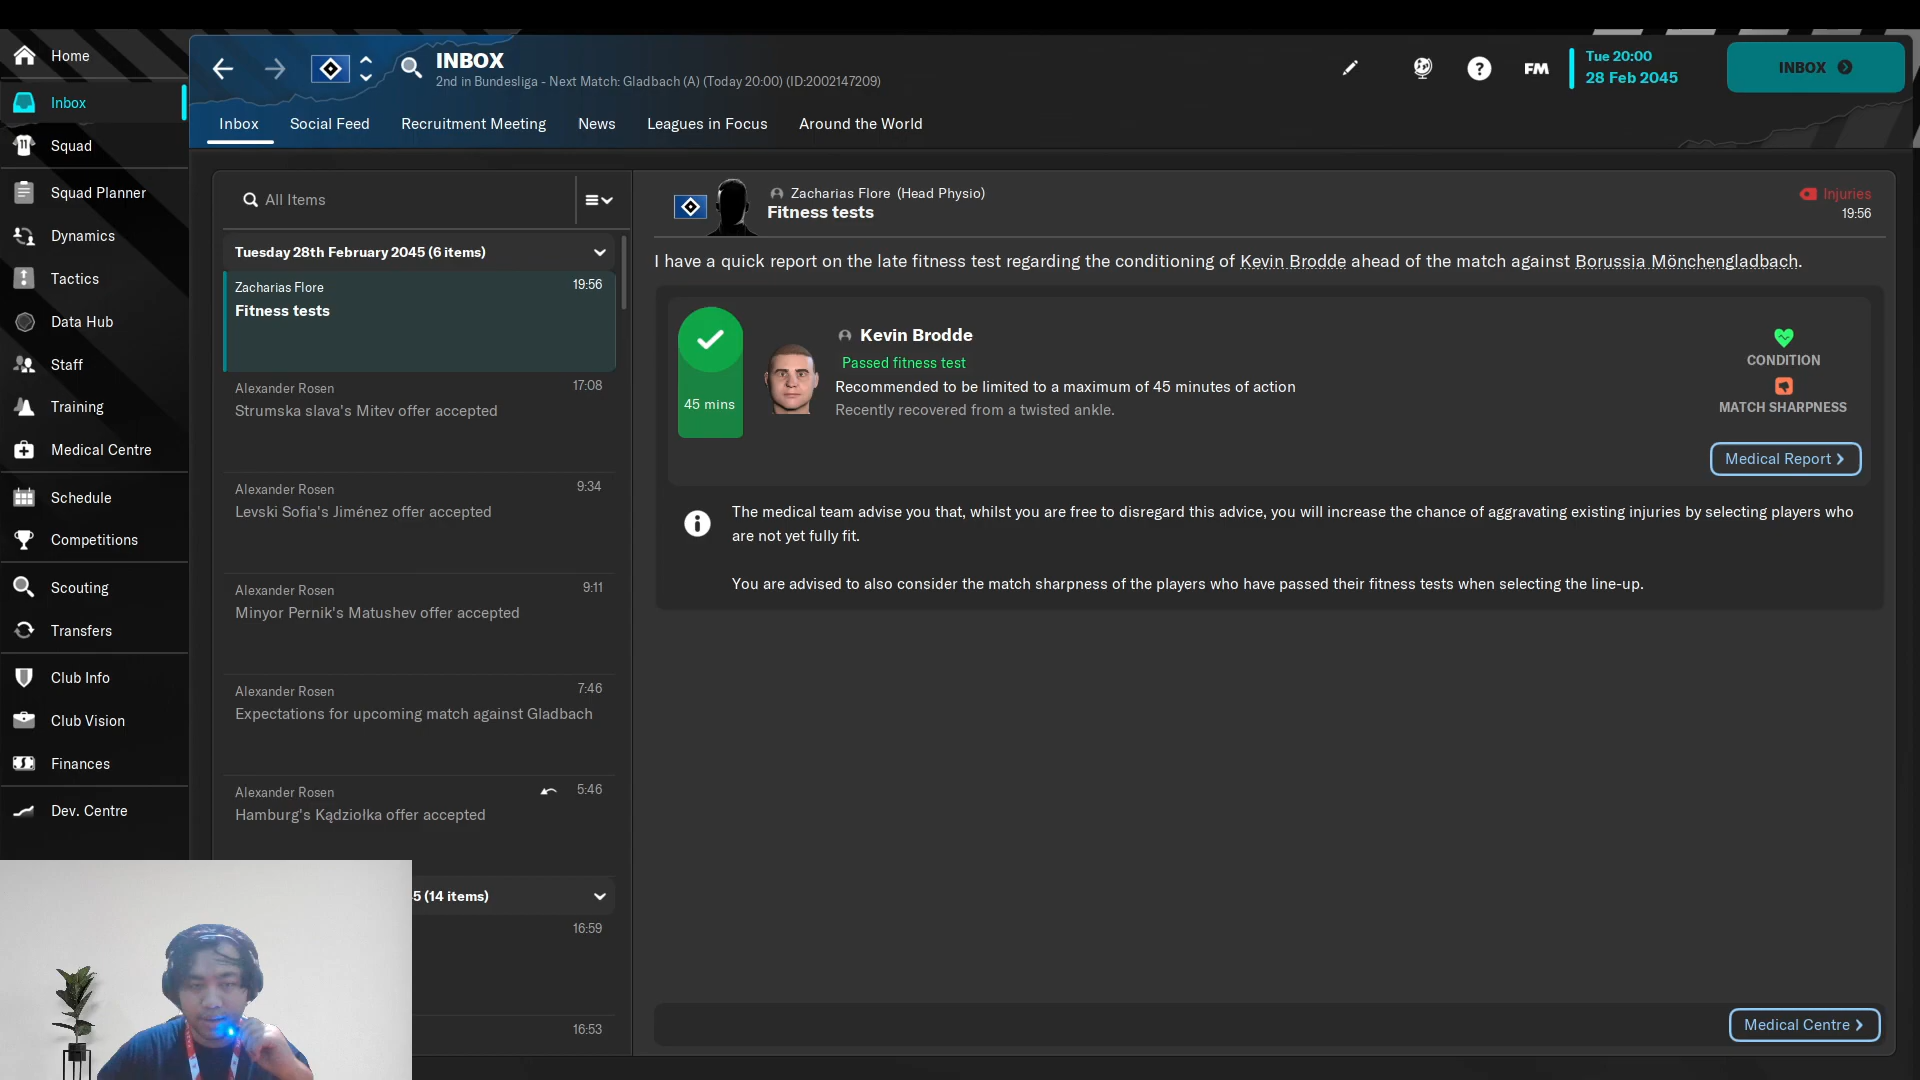 Home
Inbox
Squad
Squad Planner
Dynamics
Tactics
Data Hub
Staff
Training
Medical Centre
Schedule
Competitions
Scouting
Transfers
Club Info
Club Vision
Finances
Dev. Centre
INBOX
2nd in Bundesliga - Next Match: Gladbach (A) (Today 20:00) (ID:2002147209)
FM
Tue 20:00
28 Feb 2045
INBOX
Inbox Social Feed Recruitment Meeting News Leagues in Focus Around the World
All Items
Tuesday 28th February 2045 (6 items)
Zacharias Flore 19:56
Fitness tests
Alexander Rosen 17:08
Strumska slava's Mitev offer accepted
Alexander Rosen 9:34
Levski Sofia's Jiménez offer accepted
Alexander Rosen 9:11
Minyor Pernik's Matushev offer accepted
Alexander Rosen 7:46
Expectations for upcoming match against Gladbach
Alexander Rosen 5:46
Hamburg's Kądziołka offer accepted
5 (14 items)
16:59
16:53
Zacharias Flore (Head Physio)
Fitness tests
Injuries
19:56
I have a quick report on the late fitness test regarding the conditioning of Kevin Brodde ahead of the match against Borussia Mönchengladbach.
45 mins
Kevin Brodde
Passed fitness test
Recommended to be limited to a maximum of 45 minutes of action
Recently recovered from a twisted ankle.
CONDITION
MATCH SHARPNESS
Medical Report
The medical team advise you that, whilst you are free to disregard this advice, you will increase the chance of aggravating existing injuries by selecting players who
are not yet fully fit.
You are advised to also consider the match sharpness of the players who have passed their fitness tests when selecting the line-up.
Medical Centre